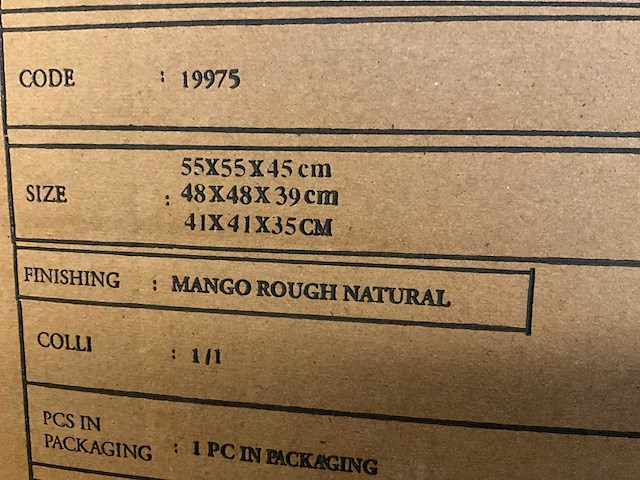 CODE : 19975
55X55X45 cm
SIZE : 48X48X39 cm
41X41X35CM
FINISHING : MANGO ROUGH NATURAL
COLLI : 1/1
PCS IN
PACKAGING : 1 PC IN PACKAGING